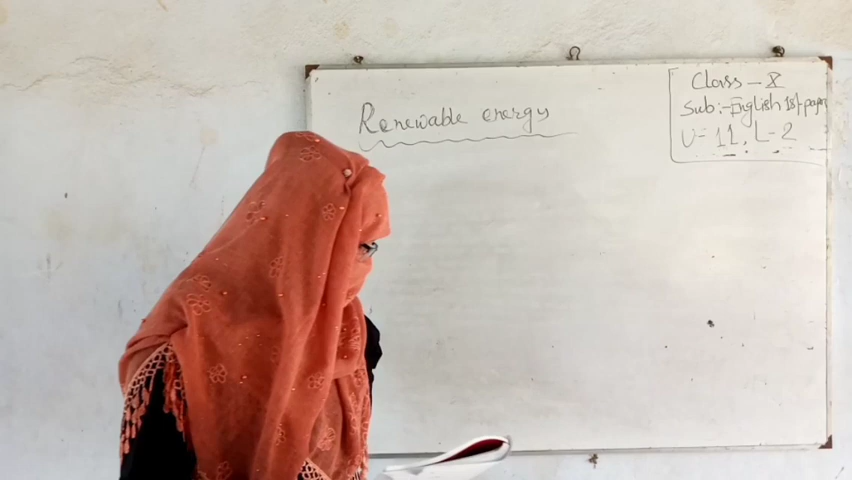 Renewable energy
Class - X
Sub:- English 1st paper
U = 11, L - 2